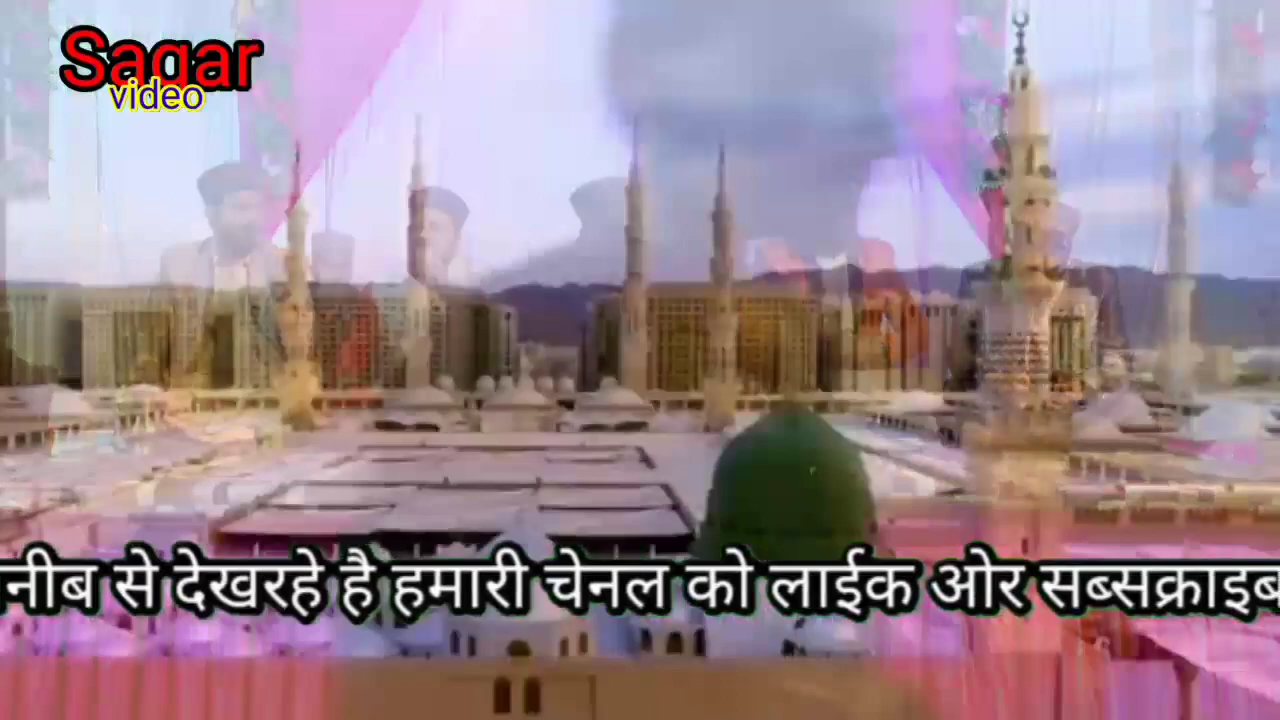 Sagar
video
से देखरहे है हमारी चेनल को लाईक ओर सब्सक्राइब